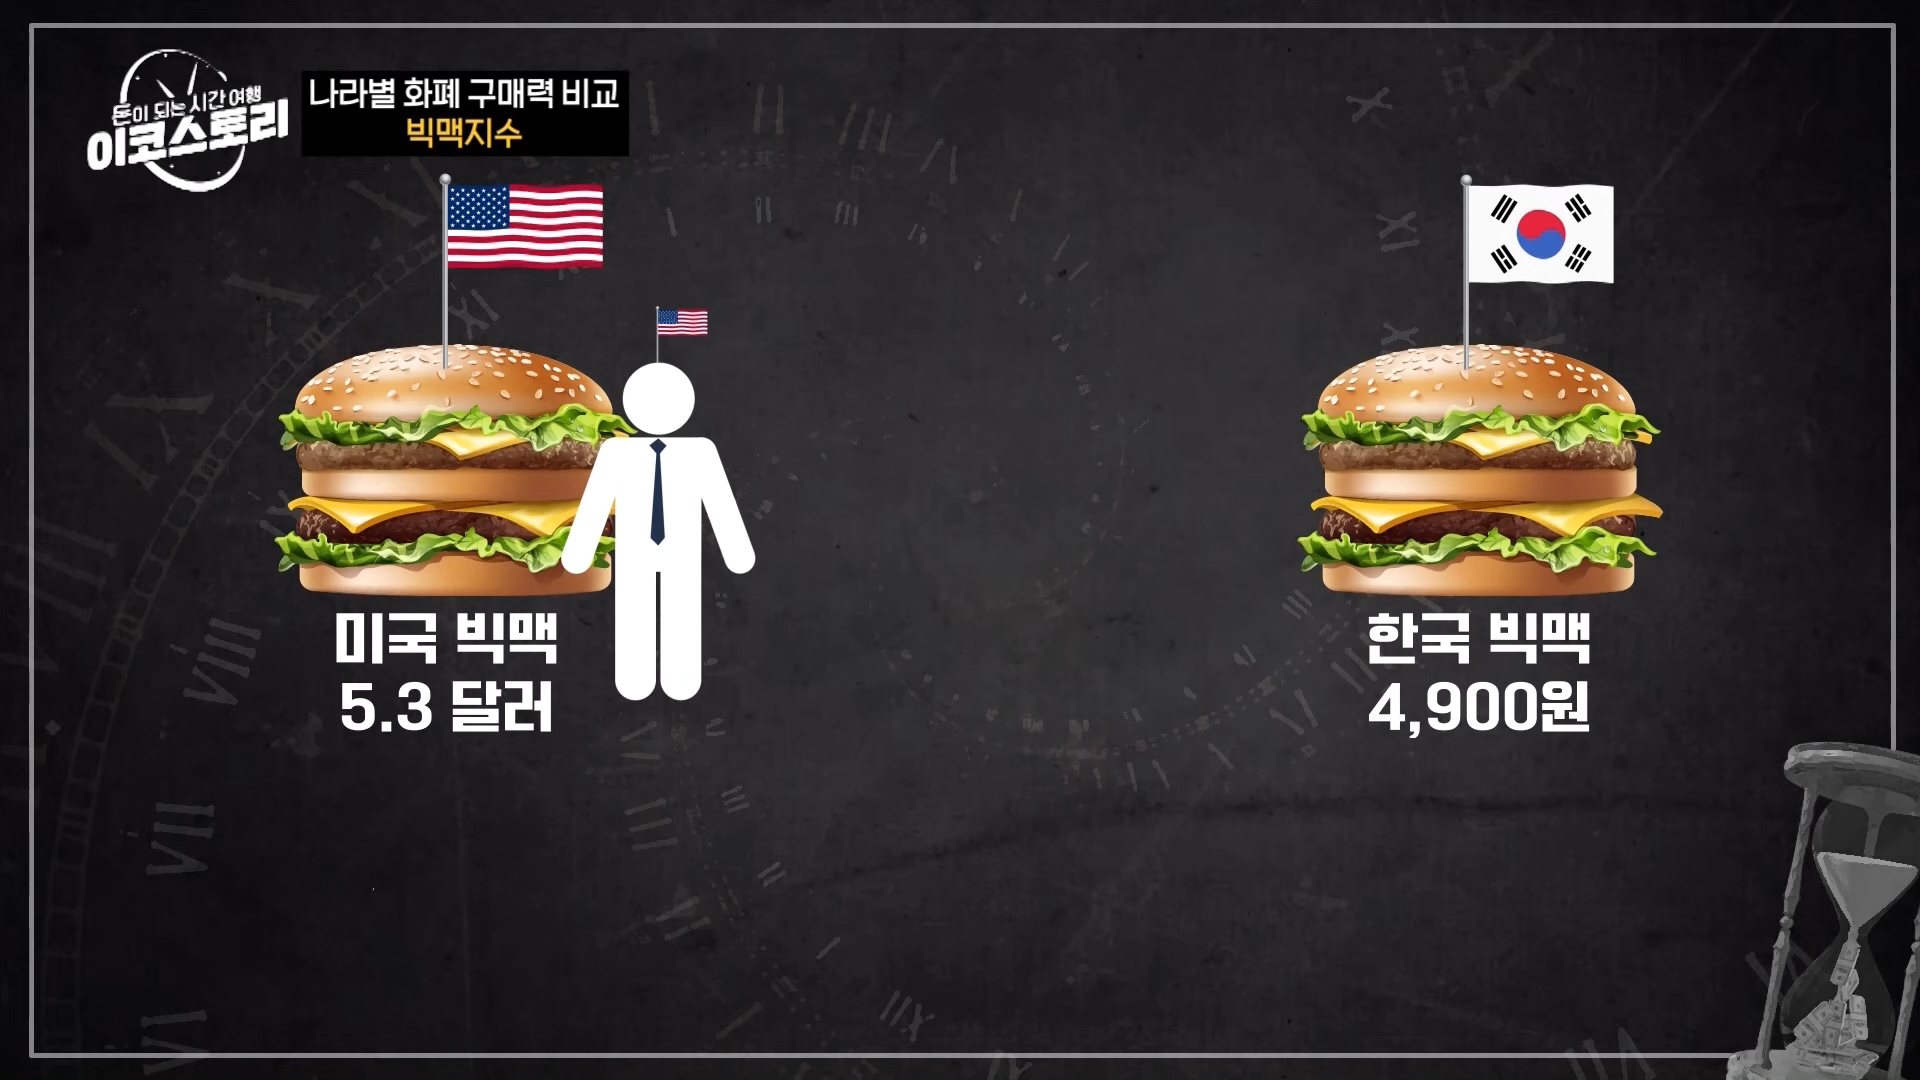 돈이 되는 시간 여행
이코스토리
나라별 화폐 구매력 비교
빅맥지수
미국 빅맥
5.3 달러
한국 빅맥
4,900원